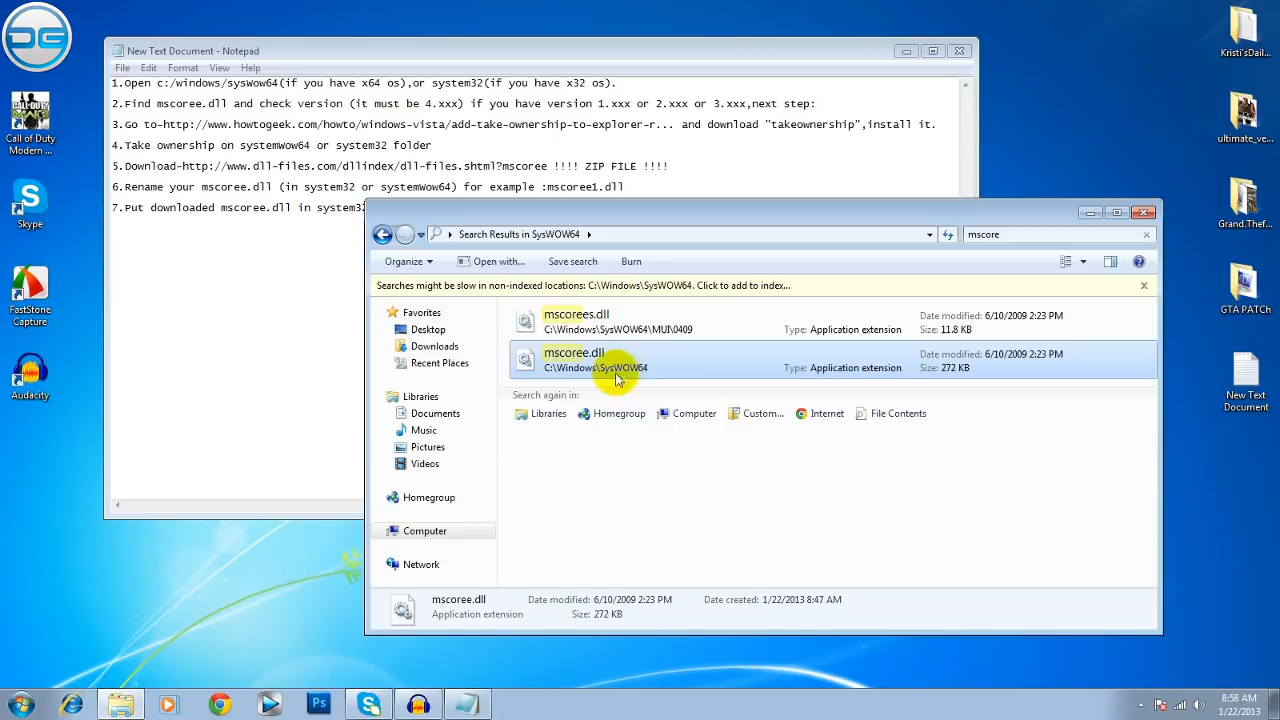 Call of Duty
Modern ...
Skype
FastStone
Capture
Audacity
New Text Document - Notepad
File Edit Format View Help
1.Open c:/windows/sysWow64(if you have x64 os),or system32(if you have x32 os).
2.Find mscoree.dll and check version (it must be 4.xxx) if you have version 1.xxx or 2.xxx or 3.xxx,next step:
3.Go to-http://www.howtogeek.com/howto/windows-vista/add-take-ownership-to-explorer-r... and download "takeownership",install it.
4.Take ownership on systemWow64 or system32 folder
5.Download-http://www.dll-files.com/dllindex/dll-files.shtml?mscoree !!!! ZIP FILE !!!!
6.Rename your mscoree.dll (in system32 or systemWow64) for example :mscoree1.dll
7.Put downloaded mscoree.dll in system32
Search Results in SysWOW64
mscore
Organize Open with... Save search Burn
Searches might be slow in non-indexed locations: C:\Windows\SysWOW64. Click to add to index...
Favorites
Desktop
Downloads
Recent Places
Libraries
Documents
Music
Pictures
Videos
Homegroup
Computer
Network
mscorees.dll
C:\Windows\SysWOW64\MUI\0409
Type: Application extension
Date modified: 6/10/2009 2:23 PM
Size: 11.8 KB
mscoree.dll
C:\Windows\SysWOW64
Type: Application extension
Date modified: 6/10/2009 2:23 PM
Size: 272 KB
Search again in:
Libraries Homegroup Computer Custom... Internet File Contents
mscoree.dll Date modified: 6/10/2009 2:23 PM Date created: 1/22/2013 8:47 AM
Application extension Size: 272 KB
Kristi'sDail...
ultimate_ve...
Grand.Thef...
GTA PATCh
New Text
Document
Ps
8:58 AM
1/22/2013